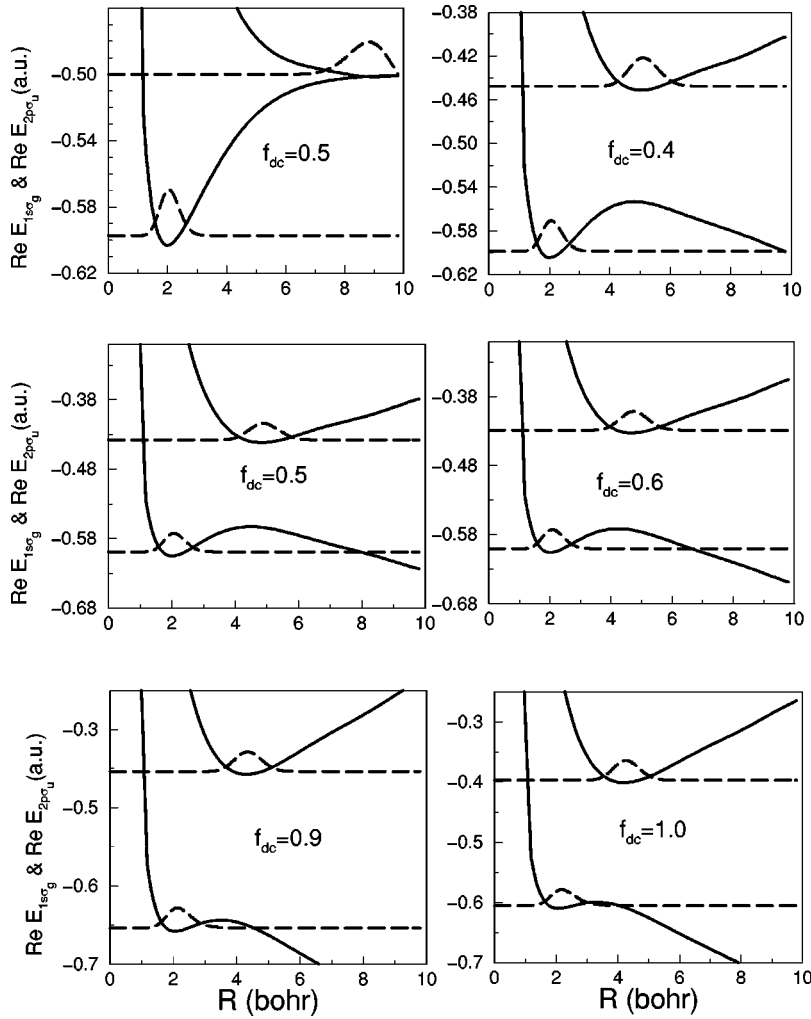 Re E₁ₛσg & Re E₂ₚσᵤ (a.u.)
−0.50
−0.54
−0.58
−0.62
f_dc=0.5
0 2 4 6 8 10
−0.38
−0.42
−0.46
−0.50
−0.54
−0.58
−0.62
f_dc=0.4
0 2 4 6 8 10
Re E₁ₛσg & Re E₂ₚσᵤ (a.u.)
−0.38
−0.48
−0.58
−0.68
f_dc=0.5
0 2 4 6 8 10
−0.38
−0.48
−0.58
−0.68
f_dc=0.6
0 2 4 6 8 10
Re E₁ₛσg & Re E₂ₚσᵤ (a.u.)
−0.3
−0.5
−0.6
−0.7
f_dc=0.9
0 2 4 6 8 10
R (bohr)
−0.3
−0.4
−0.5
−0.6
−0.7
f_dc=1.0
0 2 4 6 8 10
R (bohr)